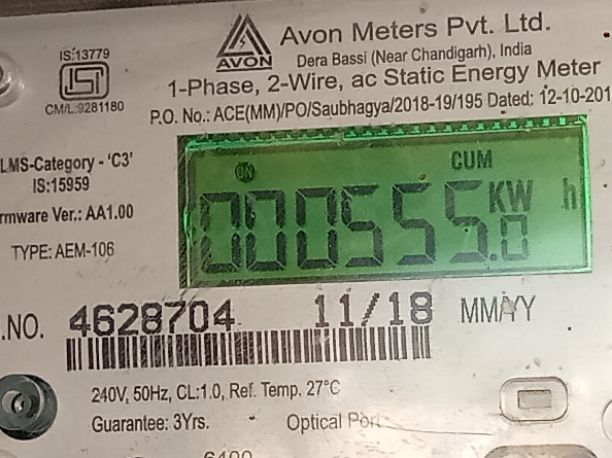 IS:13779
CM/L:9281180
AVON
Avon Meters Pvt. Ltd.
Dera Bassi (Near Chandigarh), India
1-Phase, 2-Wire, ac Static Energy Meter
P.O. No.: ACE(MM)/PO/Saubhagya/2018-19/195 Dated: 12-10-201
LMS-Category - 'C3'
IS:15959
rmware Ver.: AA1.00
TYPE: AEM-106
ON
CUM
000555.0 KW h
.NO. 4628704 11/18 MM/YY
240V, 50Hz, CL:1.0, Ref. Temp. 27°C
Guarantee: 3Yrs. Optical Port